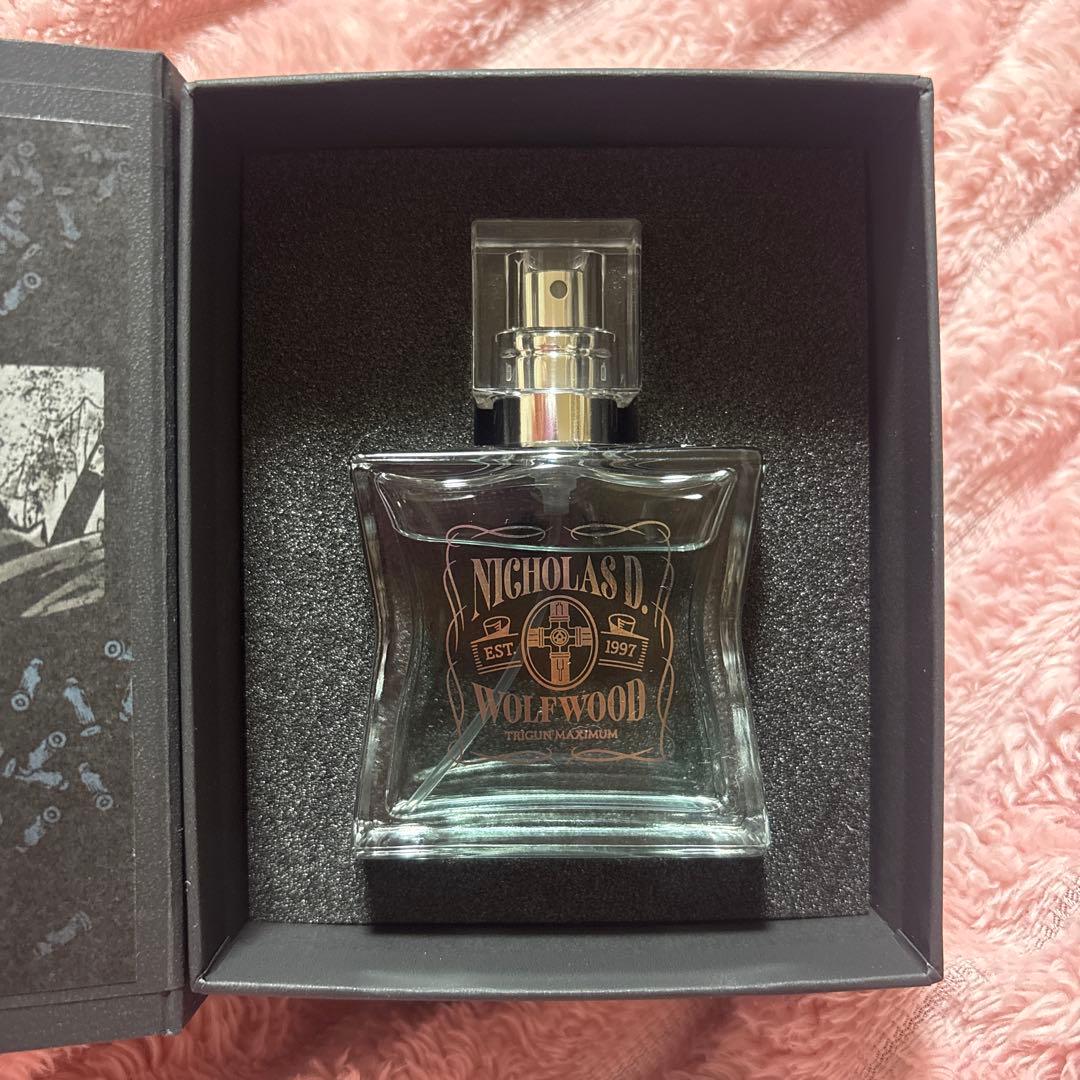 NICHOLAS D.
EST. 1997
WOLFWOOD
TRIGUN MAXIMUM